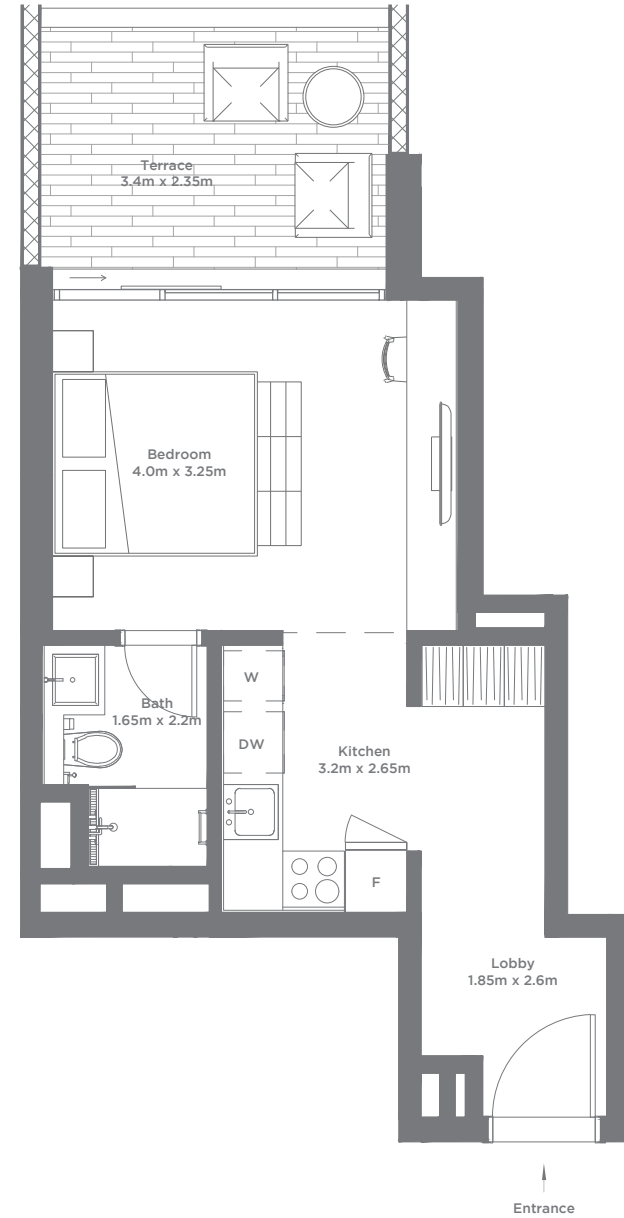 Terrace
3.4m x 2.35m
Bedroom
4.0m x 3.25m
W
Bath
1.65m x 2.2m
DW
Kitchen
3.2m x 2.65m
F
Lobby
1.85m x 2.6m
Entrance